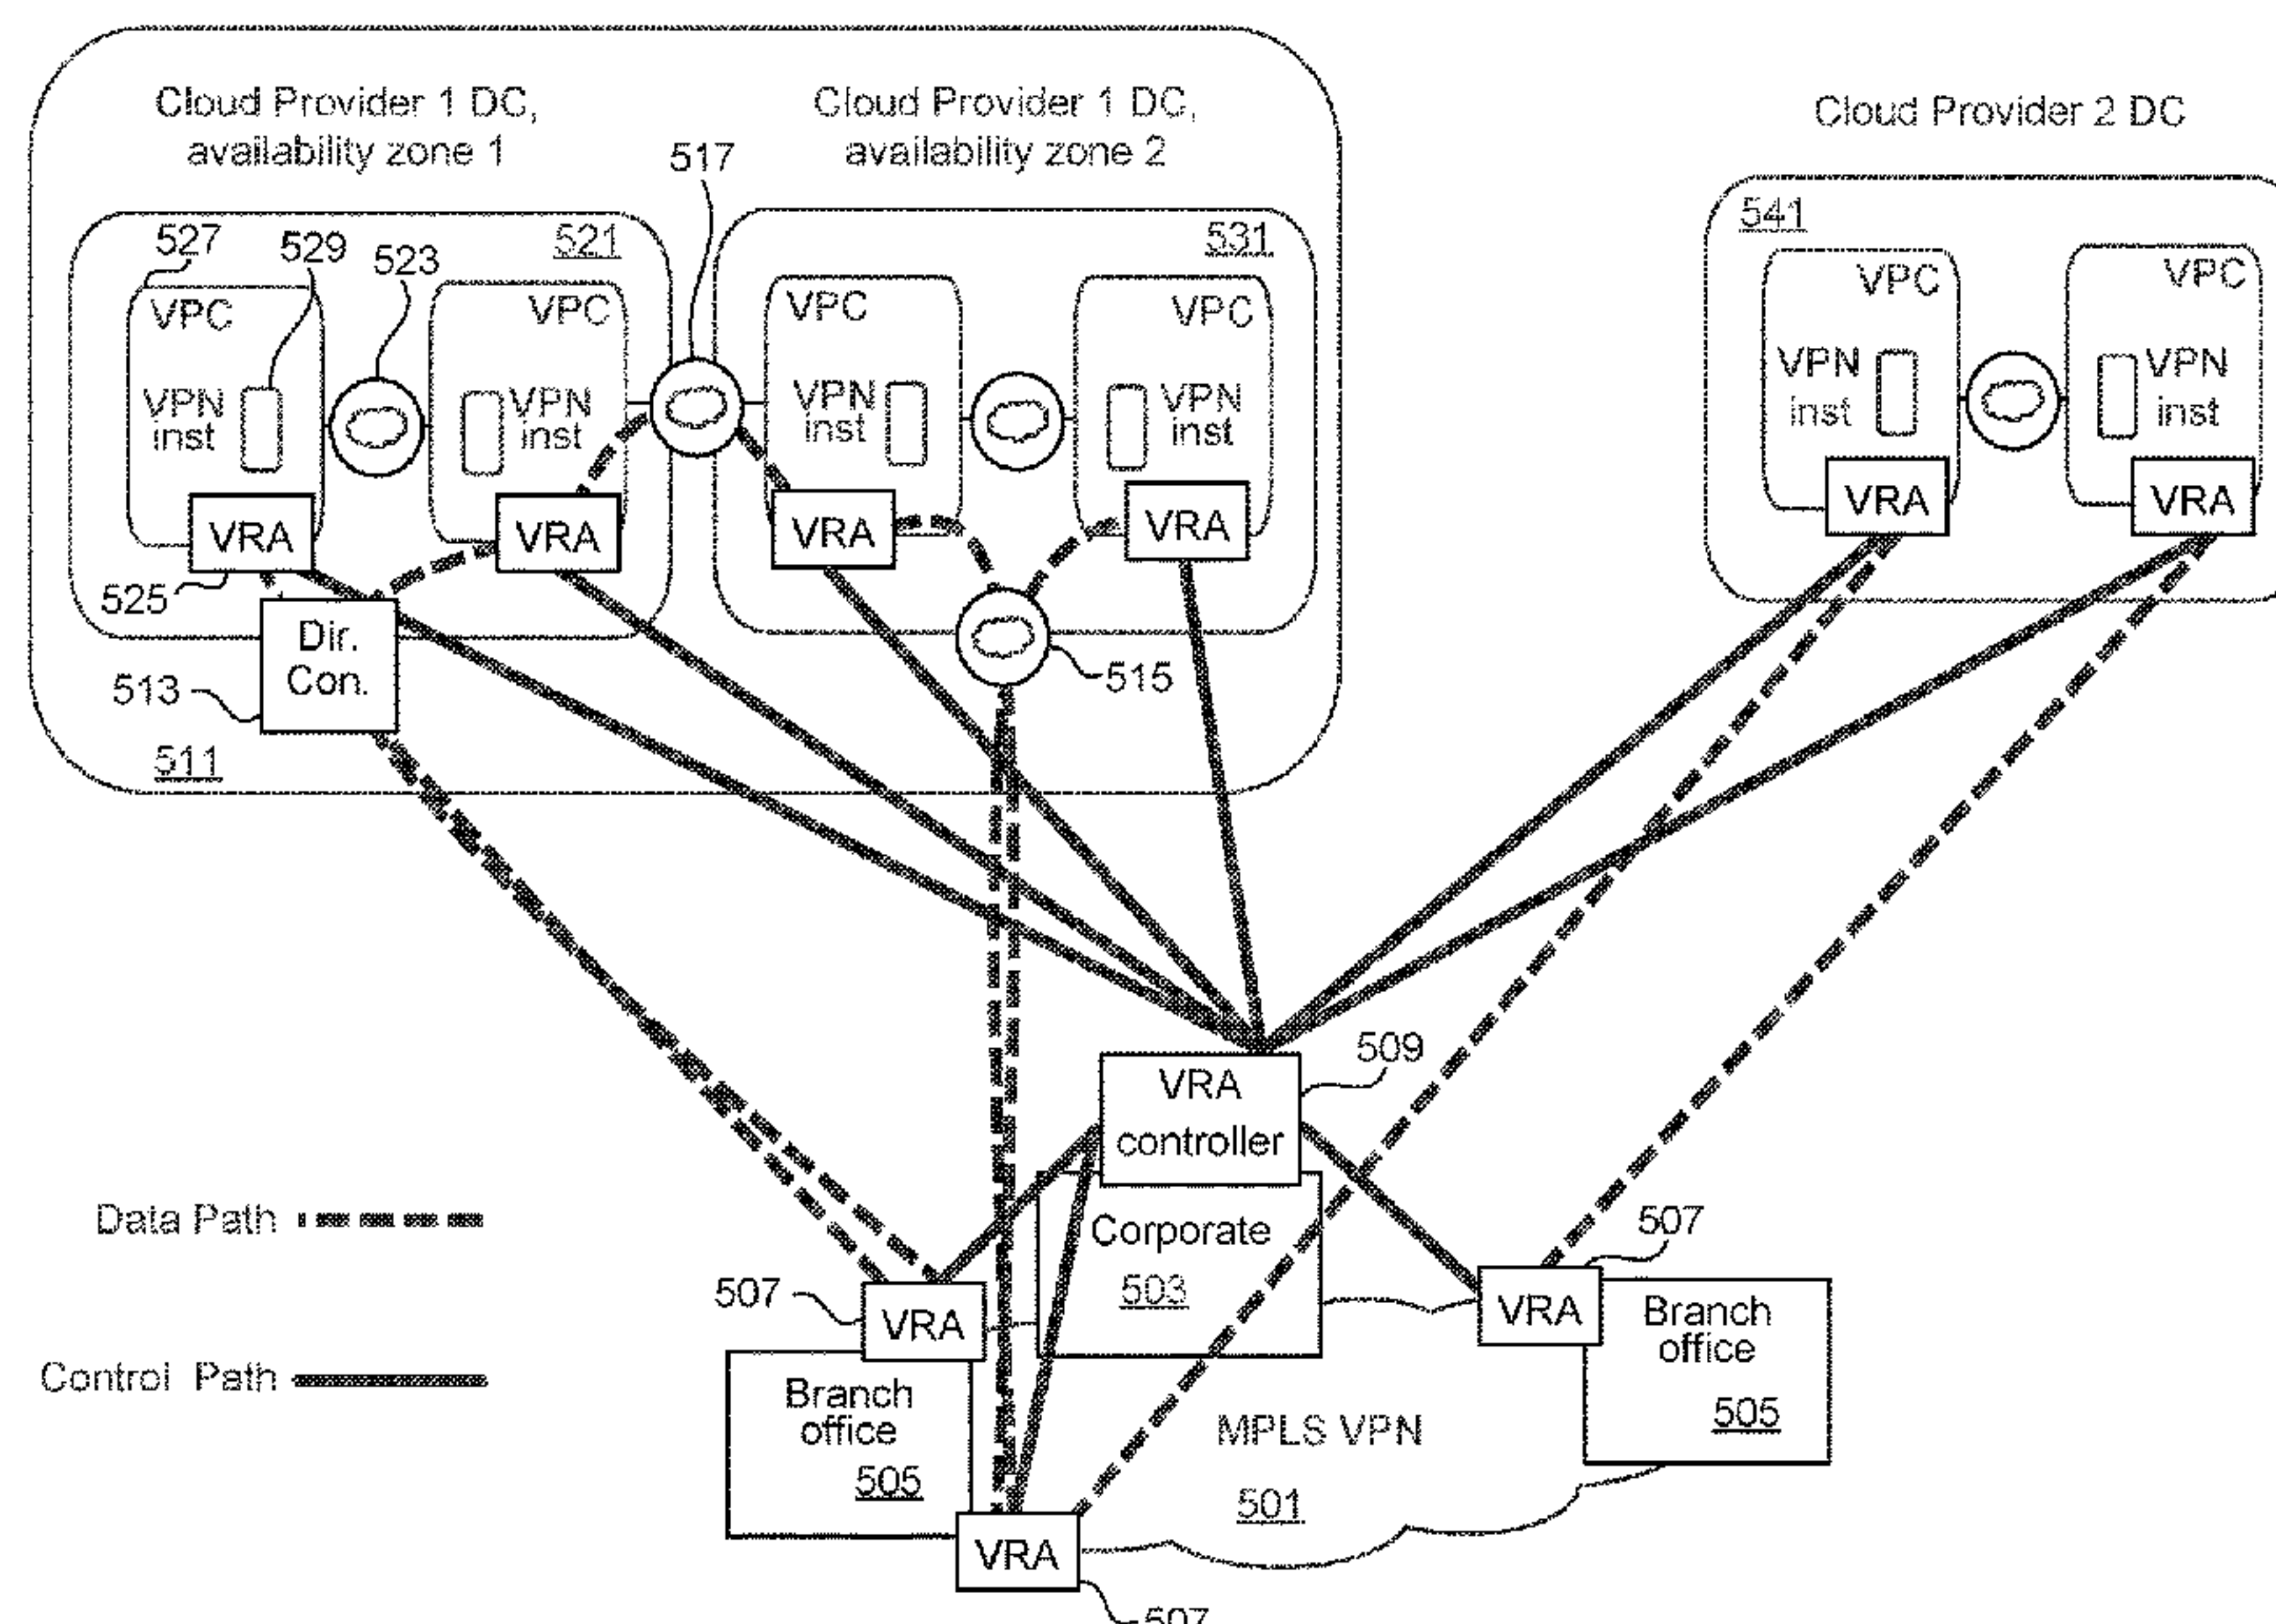 Cloud Provider 1 DC,
availability zone 1
Cloud Provider 1 DC,
availability zone 2
Cloud Provider 2 DC
517
521
531
541
527
529
523
VPC
VPC
VPC
VPC
VPC
VPC
VPN
inst
VPN
inst
VPN
inst
VPN
inst
VPN
inst
VPN
inst
VRA
VRA
VRA
VRA
VRA
VRA
525
Dir.
Con.
513
515
511
509
VRA
controller
Corporate
503
Data Path
Control Path
507
VRA
Branch
office
505
507
VRA
Branch
office
505
MPLS VPN
501
VRA
507